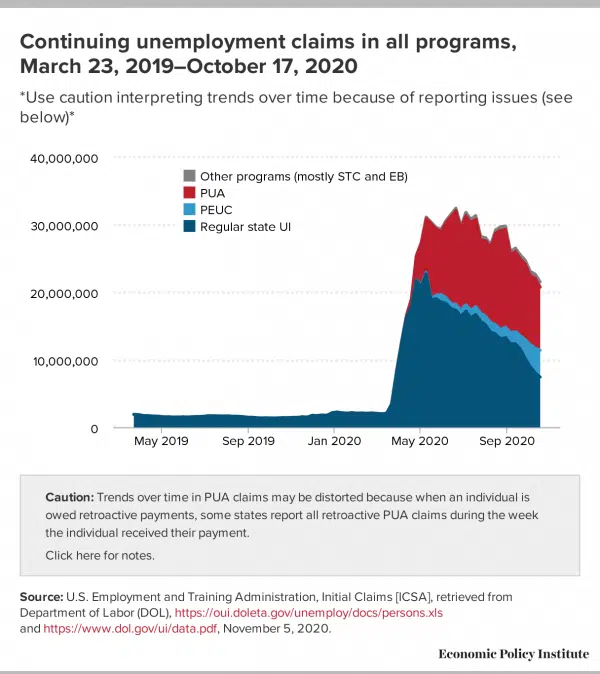 Continuing unemployment claims in all programs,
March 23, 2019–October 17, 2020
*Use caution interpreting trends over time because of reporting issues (see
below)*
40,000,000
Other programs (mostly STC and EB)
PUA
PEUC
Regular state UI
30,000,000
20,000,000
10,000,000
0
May 2019 Sep 2019 Jan 2020 May 2020 Sep 2020
Caution: Trends over time in PUA claims may be distorted because when an individual is
owed retroactive payments, some states report all retroactive PUA claims during the week
the individual received their payment.
Click here for notes.
Source: U.S. Employment and Training Administration, Initial Claims [ICSA], retrieved from
Department of Labor (DOL), https://oui.doleta.gov/unemploy/docs/persons.xls
and https://www.dol.gov/ui/data.pdf, November 5, 2020.
Economic Policy Institute